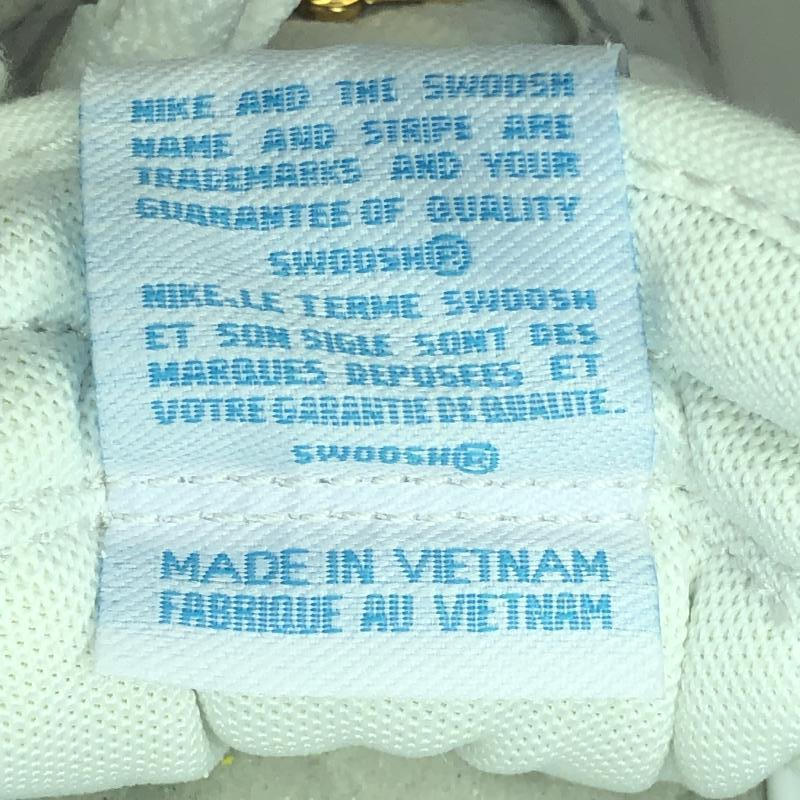 NIKE AND THE SWOOSH
NAME AND STRIPE ARE
TRADEMARKS AND YOUR
GUARANTEE OF QUALITY
SWOOSH®
NIKE.LE TERME SWOOSH
ET SON SIGLE SONT DES
MARQUES DEPOSEES ET
VOTRE GARANTIE DE QUALITE.
SWOOSH®
MADE IN VIETNAM
FABRIQUE AU VIETNAM